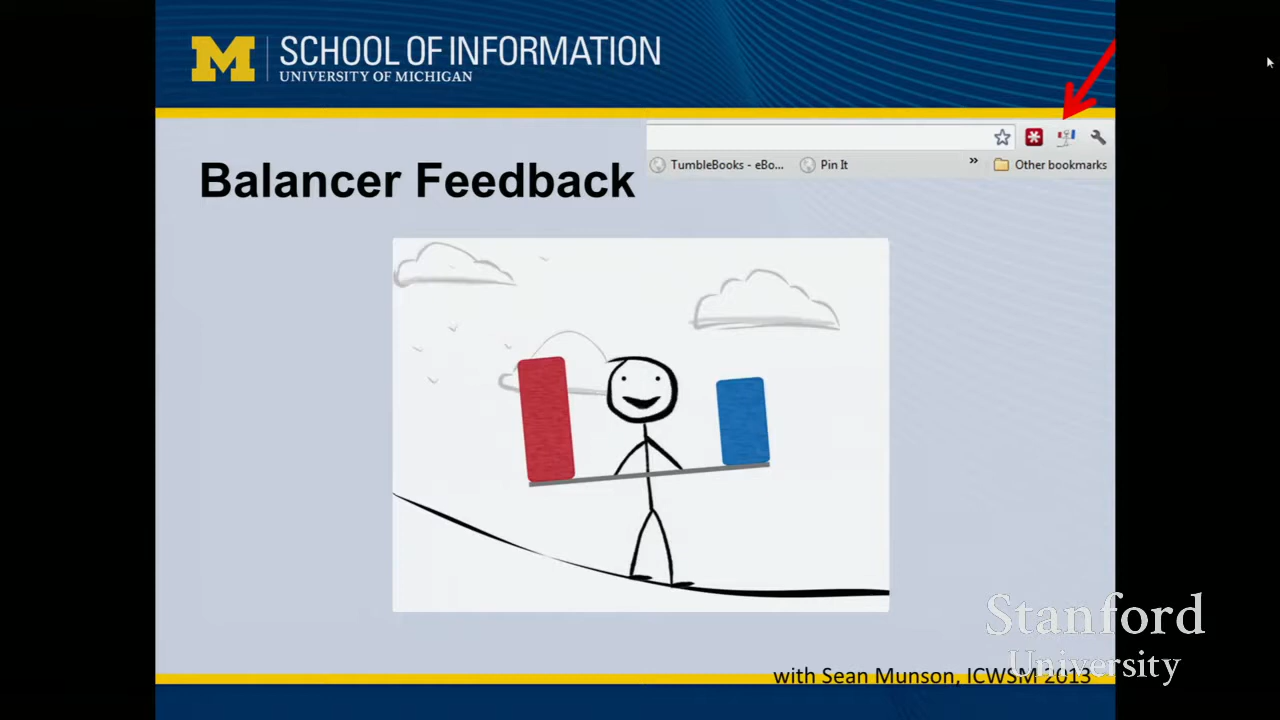 M
SCHOOL OF INFORMATION
UNIVERSITY OF MICHIGAN
Balancer Feedback
TumbleBooks - eBo...
Pin It
»
Other bookmarks
Stanford
University
with Sean Munson, ICWSM 2013